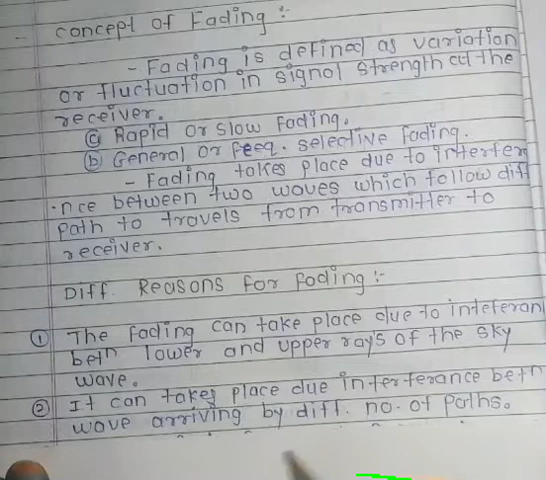 concept of Fading :-
- Fading is defined as variation
or fluctuation in signal strength at the
receiver.
(a) Rapid or slow fading.
(b) General or freq. selective fading.
- Fading takes place due to interfer
nce between two waves which follow diff
path to travels from transmitter to
receiver.
Diff. Reasons for fading :-
(1) The fading can take place due to inteferan
betn lower and upper rays of the sky
wave.
(2) It can takes place due interferance betn
wave arriving by diff. no. of paths.